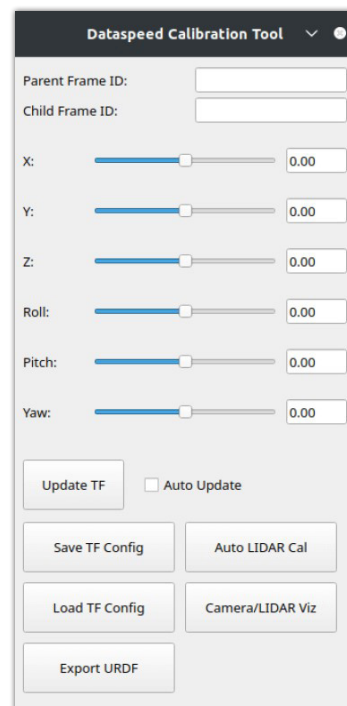 Dataspeed Calibration Tool
Parent Frame ID:
Child Frame ID:
X: 0.00
Y: 0.00
Z: 0.00
Roll: 0.00
Pitch: 0.00
Yaw: 0.00
Update TF Auto Update
Save TF Config Auto LIDAR Cal
Load TF Config Camera/LIDAR Viz
Export URDF